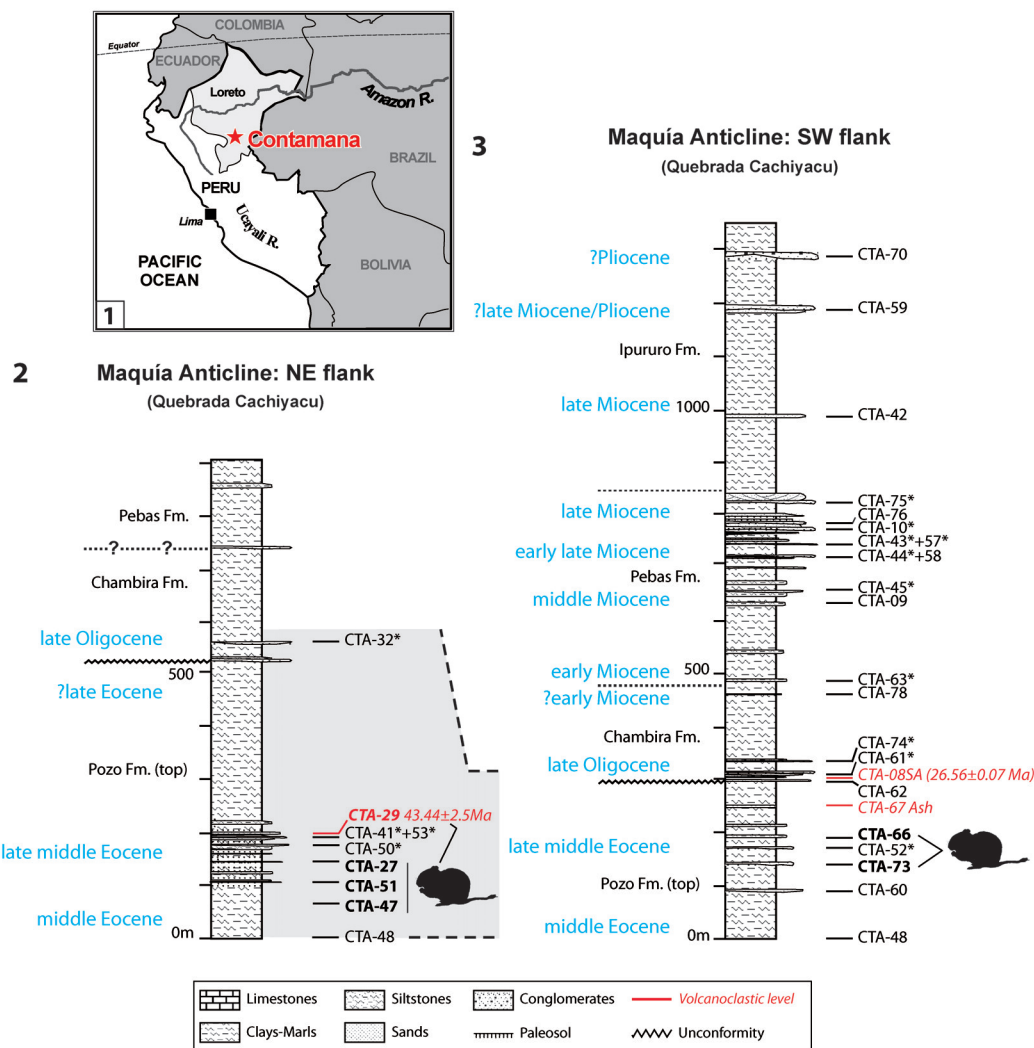 COLOMBIA
Equator
ECUADOR
Loreto
Amazon R.
Contamana
BRAZIL
PERU
Lima
Ucayali R.
PACIFIC
OCEAN
BOLIVIA
1
2
Maquía Anticline: NE flank
(Quebrada Cachiyacu)
Pebas Fm.
? ?
Chambira Fm.
late Oligocene
CTA-32*
500
?late Eocene
Pozo Fm. (top)
CTA-29 43.44±2.5Ma
CTA-41*+53*
late middle Eocene
CTA-50*
CTA-27
CTA-51
CTA-47
middle Eocene
0m
CTA-48
3
Maquía Anticline: SW flank
(Quebrada Cachiyacu)
?Pliocene
CTA-70
?late Miocene/Pliocene
CTA-59
Ipururo Fm.
late Miocene
1000
CTA-42
CTA-75*
late Miocene
CTA-76
CTA-10*
CTA-43*+57*
early late Miocene
CTA-44*+58
Pebas Fm.
CTA-45*
middle Miocene
CTA-09
early Miocene
500
CTA-63*
?early Miocene
CTA-78
Chambira Fm.
CTA-74*
CTA-61*
late Oligocene
CTA-08SA (26.56±0.07 Ma)
CTA-62
CTA-67 Ash
CTA-66
late middle Eocene
CTA-52*
CTA-73
Pozo Fm. (top)
CTA-60
middle Eocene
0m
CTA-48
Limestones
Siltstones
Conglomerates
Volcanoclastic level
Clays-Marls
Sands
Paleosol
Unconformity